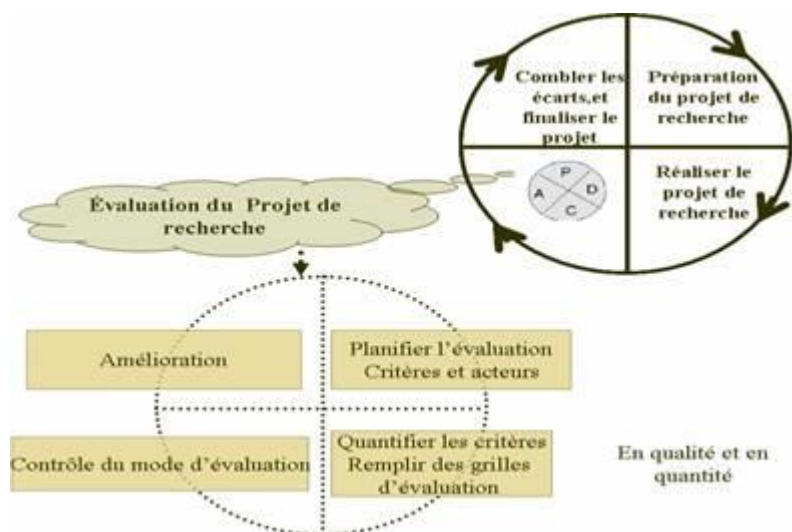 Combler les
écarts,et
finaliser le
projet
Préparation
du projet de
recherche
P
A
D
C
Réaliser le
projet de
recherche
Évaluation du Projet de
recherche
Amélioration
Planifier l'évaluation
Critères et acteurs
Contrôle du mode d'évaluation
Quantifier les critères
Remplir des grilles
d'évaluation
En qualité et en
quantité